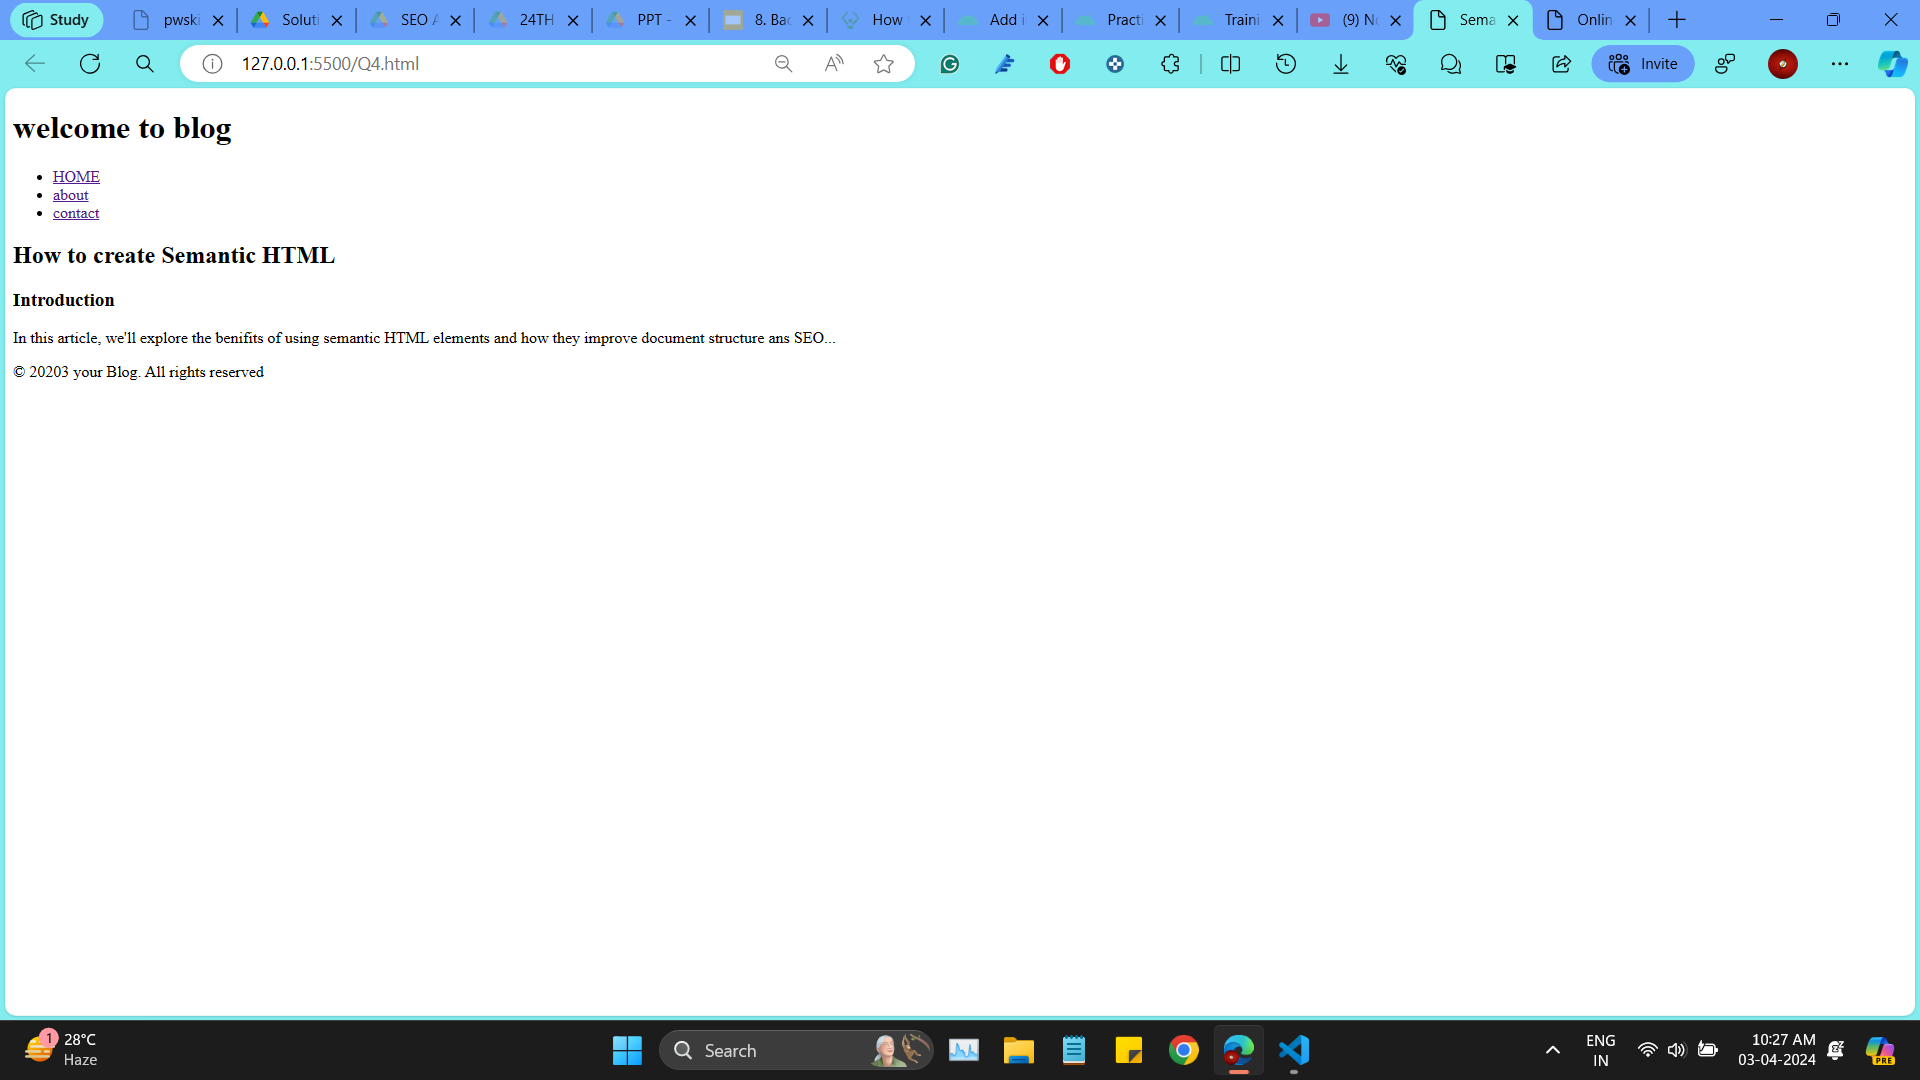 Study
pwski
Soluti
SEO A
24TH
PPT -
8. Bac
How
Add i
Practi
Traini
(9) No
Sema
Onlin
127.0.0.1:5500/Q4.html
Invite
welcome to blog
HOME
about
contact
How to create Semantic HTML
Introduction
In this article, we'll explore the benifits of using semantic HTML elements and how they improve document structure ans SEO...
© 20203 your Blog. All rights reserved
1
28°C
Haze
Search
ENG
IN
10:27 AM
03-04-2024
PRE